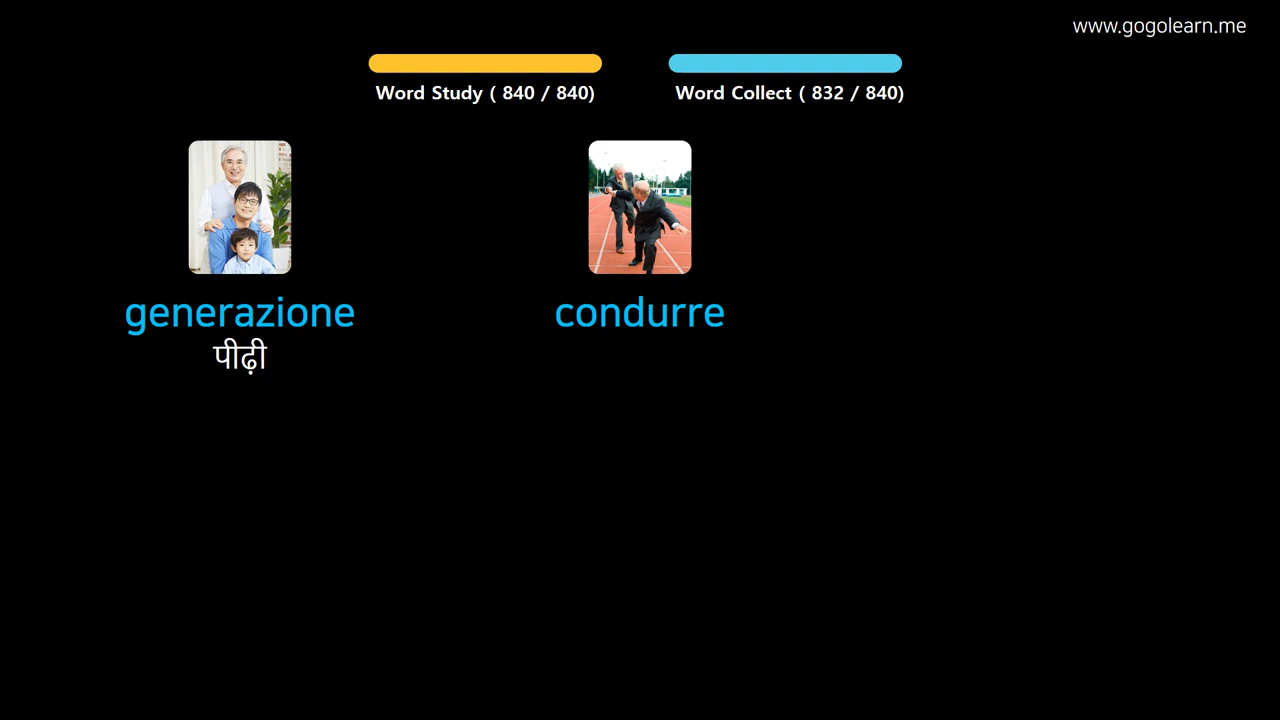 www.gogolearn.me
Word Study ( 840 / 840)
Word Collect ( 832 / 840)
generazione
पीढ़ी
condurre